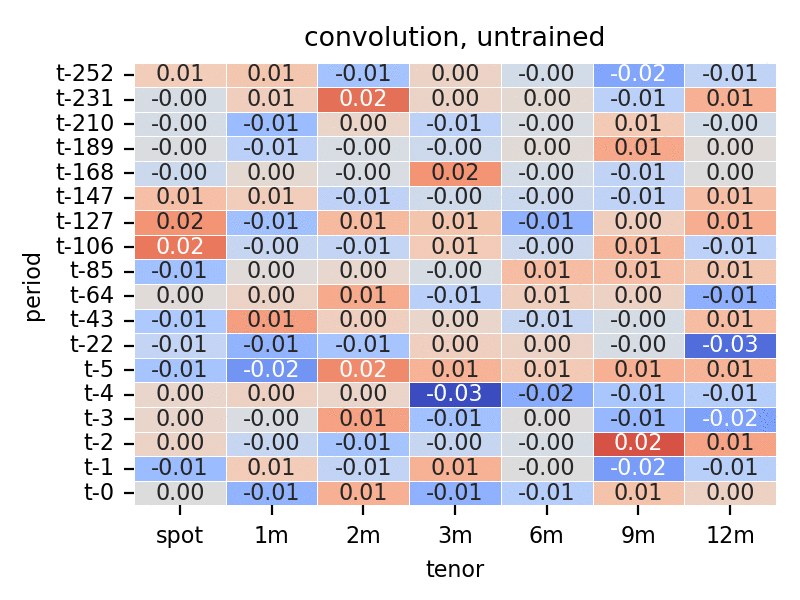 convolution, untrained
t-252 0.01 0.01 -0.01 0.00 -0.00 -0.02 -0.01
t-231 -0.00 0.01 0.02 0.00 0.00 -0.01 0.01
t-210 -0.00 -0.01 0.00 -0.01 -0.00 0.01 -0.00
t-189 -0.00 -0.01 -0.00 -0.00 0.00 0.01 0.00
t-168 -0.00 0.00 -0.00 0.02 -0.00 -0.01 0.00
t-147 0.01 0.01 -0.01 -0.00 -0.00 -0.01 0.01
t-127 0.02 -0.01 0.01 0.01 -0.01 0.00 0.01
t-106 0.02 -0.00 -0.01 0.01 -0.00 0.01 -0.01
t-85 -0.01 0.00 0.00 -0.00 0.01 0.01 0.01
t-64 0.00 0.00 0.01 -0.01 0.01 0.00 -0.01
t-43 -0.01 0.01 0.00 0.00 -0.01 -0.00 0.01
t-22 -0.01 -0.01 -0.01 0.00 0.00 -0.00 -0.03
t-5 -0.01 -0.02 0.02 0.01 0.01 0.01 0.01
t-4 0.00 0.00 0.00 -0.03 -0.02 -0.01 -0.01
t-3 0.00 -0.00 0.01 -0.01 0.00 -0.01 -0.02
t-2 0.00 -0.00 -0.01 -0.00 -0.00 0.02 0.01
t-1 -0.01 0.01 -0.01 0.01 -0.00 -0.02 -0.01
t-0 0.00 -0.01 0.01 -0.01 -0.01 0.01 0.00
spot 1m 2m 3m 6m 9m 12m
tenor
period